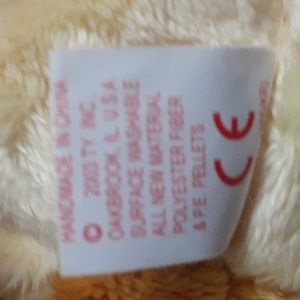 HANDMADE IN CHINA
© 2003 TY INC.,
OAKBROOK, IL U.S.A.
SURFACE WASHABLE
ALL NEW MATERIAL
POLYESTER FIBER
& P.E. PELLETS
CE